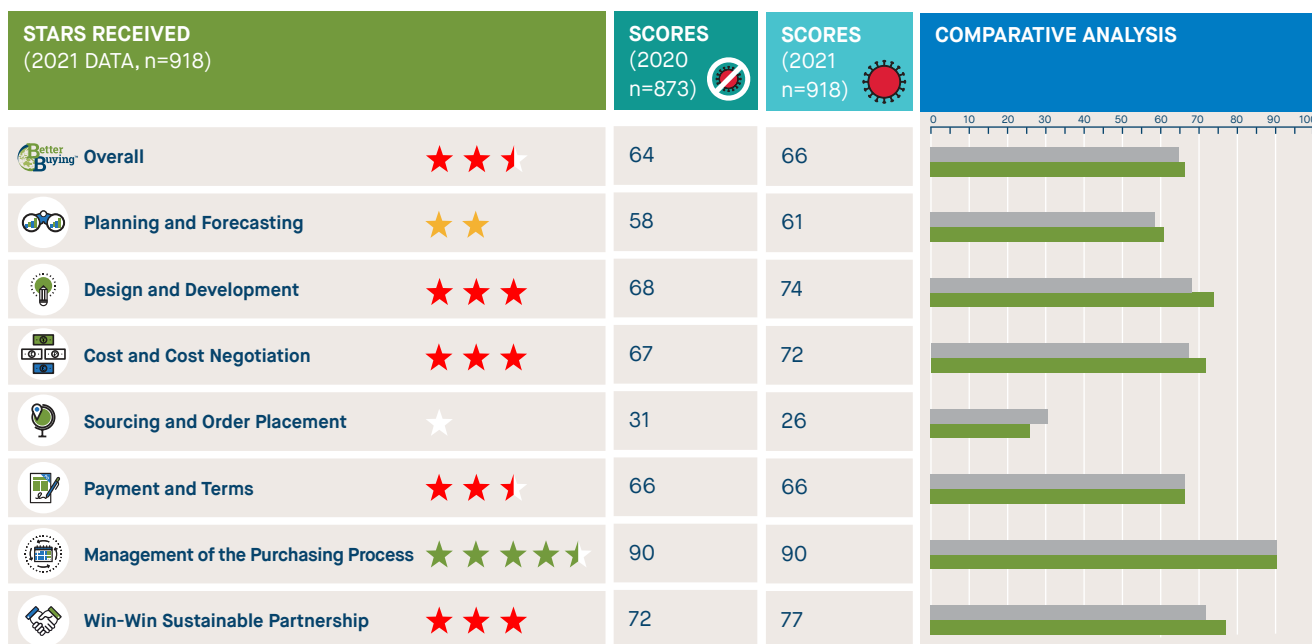 STARS RECEIVED
(2021 DATA, n=918)
SCORES
(2020
n=873)
SCORES
(2021
n=918)
COMPARATIVE ANALYSIS
0 10 20 30 40 50 60 70 80 90 100
Better
Buying™
Overall
64
66
Planning and Forecasting
58
61
Design and Development
68
74
Cost and Cost Negotiation
67
72
Sourcing and Order Placement
31
26
Payment and Terms
66
66
Management of the Purchasing Process
90
90
Win-Win Sustainable Partnership
72
77